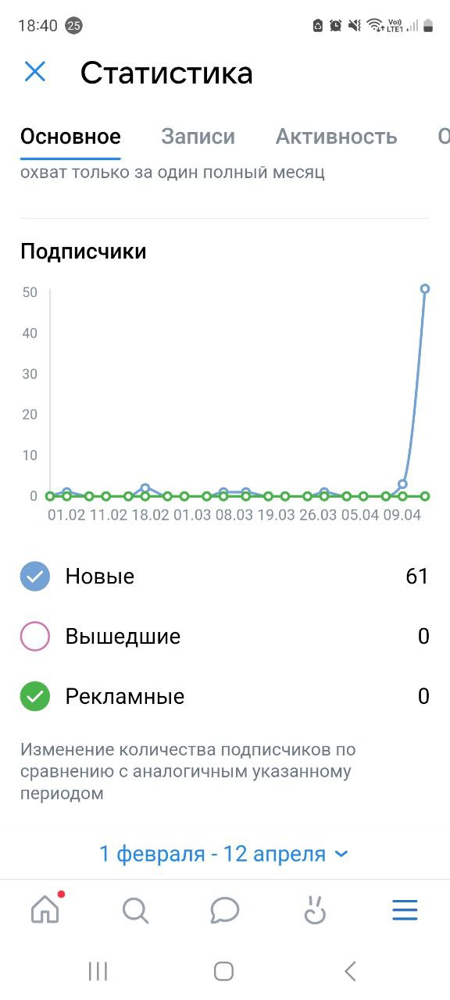 18:40 25 Vo)) LTE1
Статистика
Основное Записи Активность О
охват только за один полный месяц
Подписчики
50
40
30
20
10
0
01.02 11.02 18.02 01.03 08.03 19.03 26.03 05.04 09.04
Новые 61
Вышедшие 0
Рекламные 0
Изменение количества подписчиков по
сравнению с аналогичным указанному
периодом
1 февраля - 12 апреля